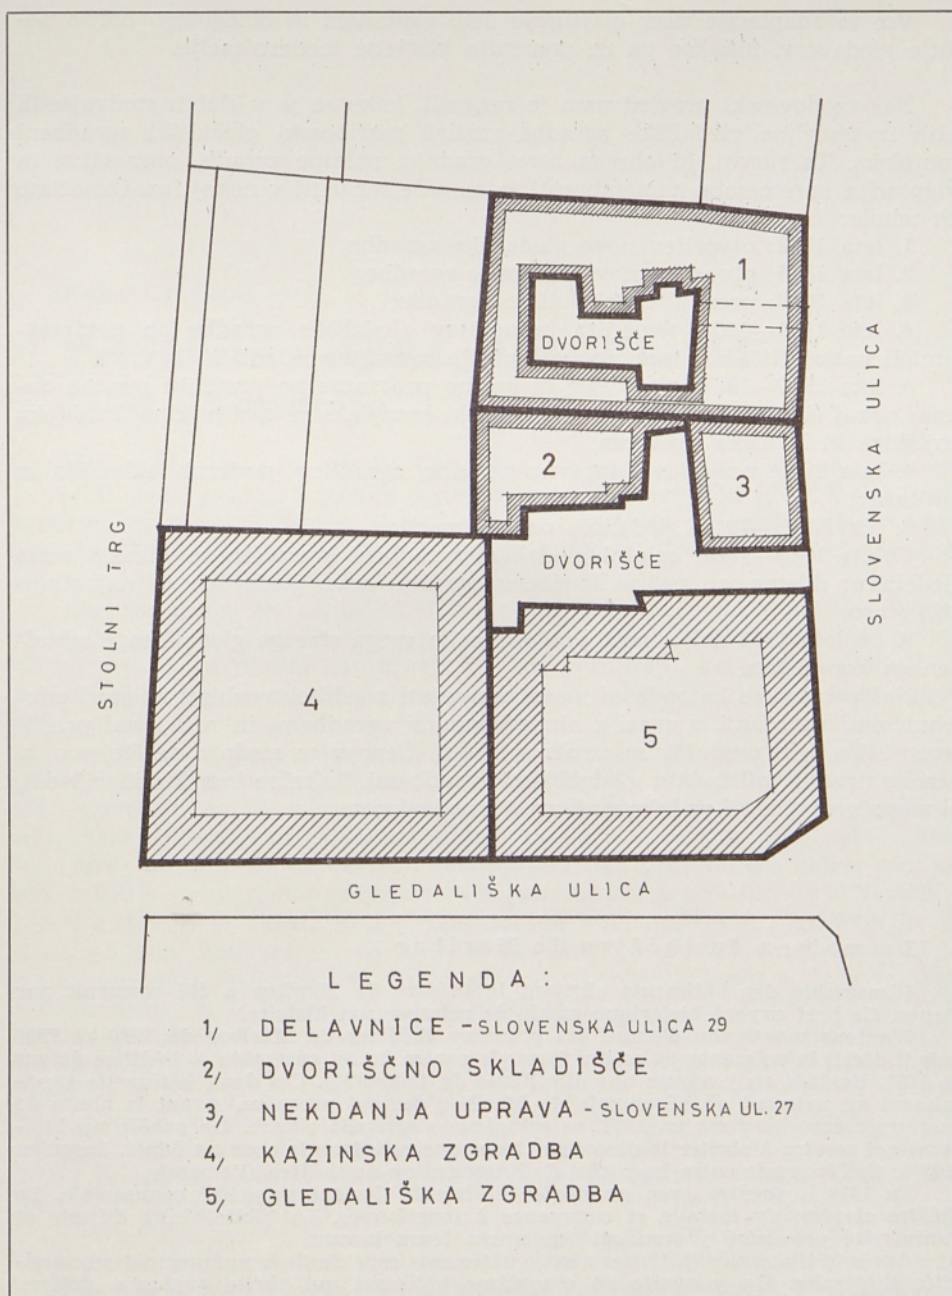 1
DVORIŠČE
SLOVENSKA ULICA
2
3
DVORIŠČE
STOLNI TRG
4
5
GLEDALIŠKA ULICA
LEGENDA:
1, DELAVNICE - SLOVENSKA ULICA 29
2, DVORIŠČNO SKLADIŠČE
3, NEKDANJA UPRAVA - SLOVENSKA UL. 27
4, KAZINSKA ZGRADBA
5, GLEDALIŠKA ZGRADBA